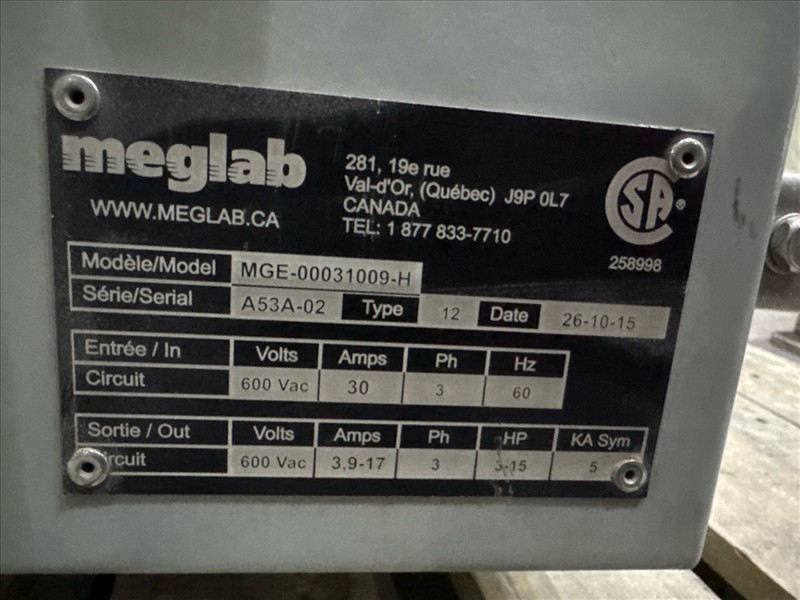 meglab
WWW.MEGLAB.CA
281, 19e rue
Val-d'Or, (Québec) J9P 0L7
CANADA
TEL: 1 877 833-7710
SA ®
258998
Modèle/Model MGE-00031009-H
Série/Serial A53A-02 Type 12 Date 26-10-15
Entrée / In Volts Amps Ph Hz
Circuit 600 Vac 30 3 60
Sortie / Out Volts Amps Ph HP KA Sym
rcuit 600 Vac 3,9-17 3 3-15 5